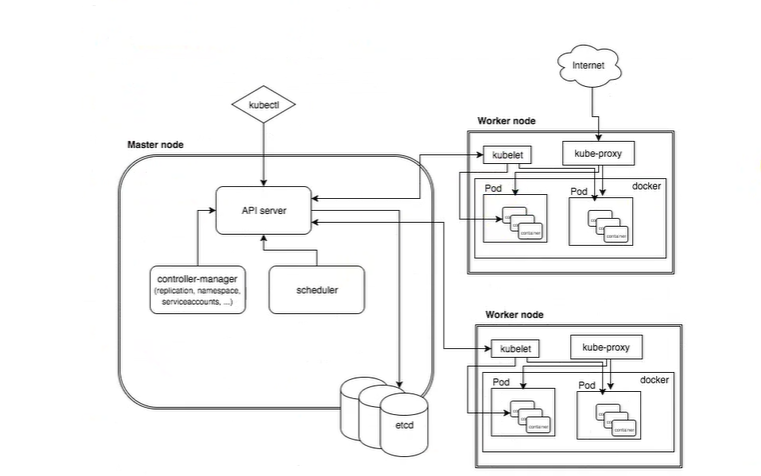 Internet
kubectl
Worker node
Master node
kubelet
kube-proxy
docker
Pod
Pod
container
container
API server
controller-manager
(replication, namespace,
serviceaccounts, ...)
scheduler
Worker node
kubelet
kube-proxy
docker
Pod
Pod
container
container
etcd